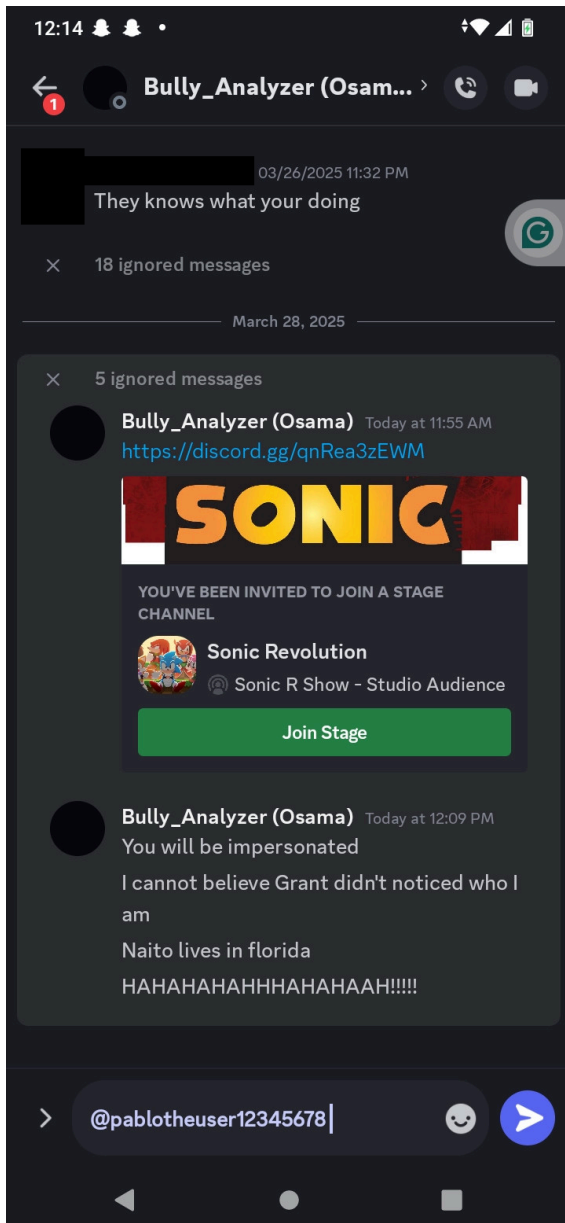 12:14
Bully_Analyzer (Osam...
1
03/26/2025 11:32 PM
They knows what your doing
18 ignored messages
March 28, 2025
5 ignored messages
Bully_Analyzer (Osama) Today at 11:55 AM
https://discord.gg/qnRea3zEWM
SONIC
YOU'VE BEEN INVITED TO JOIN A STAGE
CHANNEL
Sonic Revolution
Sonic R Show - Studio Audience
Join Stage
Bully_Analyzer (Osama) Today at 12:09 PM
You will be impersonated
I cannot believe Grant didn't noticed who I
am
Naito lives in florida
HAHAHAHAHHHAHAHAAH!!!!!
@pablotheuser12345678